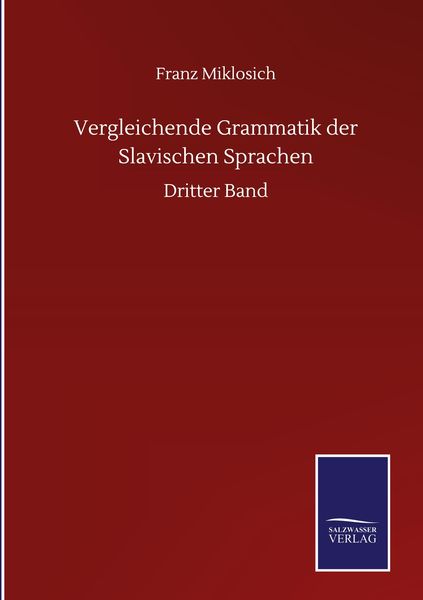 Franz Miklosich
Vergleichende Grammatik der
Slavischen Sprachen
Dritter Band
SALZWASSER
VERLAG